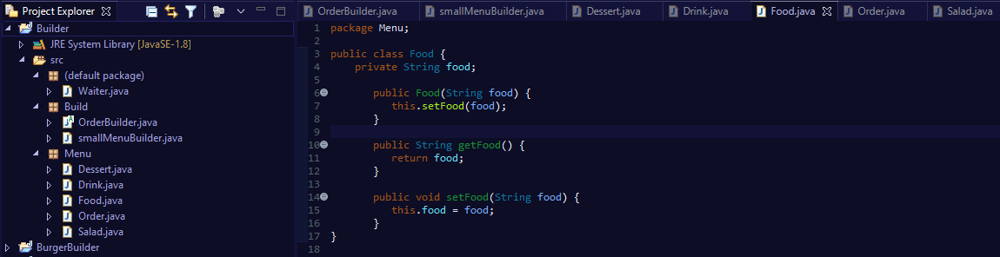 Project Explorer
Builder
JRE System Library [JavaSE-1.8]
src
(default package)
Waiter.java
Build
OrderBuilder.java
smallMenuBuilder.java
Menu
Dessert.java
Drink.java
Food.java
Order.java
Salad.java
BurgerBuilder
OrderBuilder.java
smallMenuBuilder.java
Dessert.java
Drink.java
Food.java
Order.java
Salad.java
1 package Menu;
2
3 public class Food {
4     private String food;
5
6     public Food(String food) {
7         this.setFood(food);
8     }
9
10     public String getFood() {
11         return food;
12     }
13
14     public void setFood(String food) {
15         this.food = food;
16     }
17 }
18